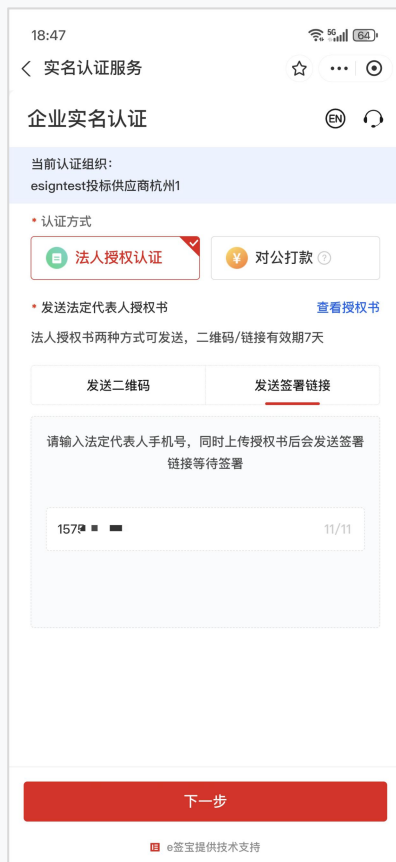 18:47
5G
64
实名认证服务
企业实名认证
EN
当前认证组织：
esigntest投标供应商杭州1
* 认证方式
法人授权认证
¥ 对公打款 ?
* 发送法定代表人授权书 查看授权书
法人授权书两种方式可发送，二维码/链接有效期7天
发送二维码 发送签署链接
请输入法定代表人手机号，同时上传授权书后会发送签署
链接等待签署
157 11/11
下一步
e签宝提供技术支持